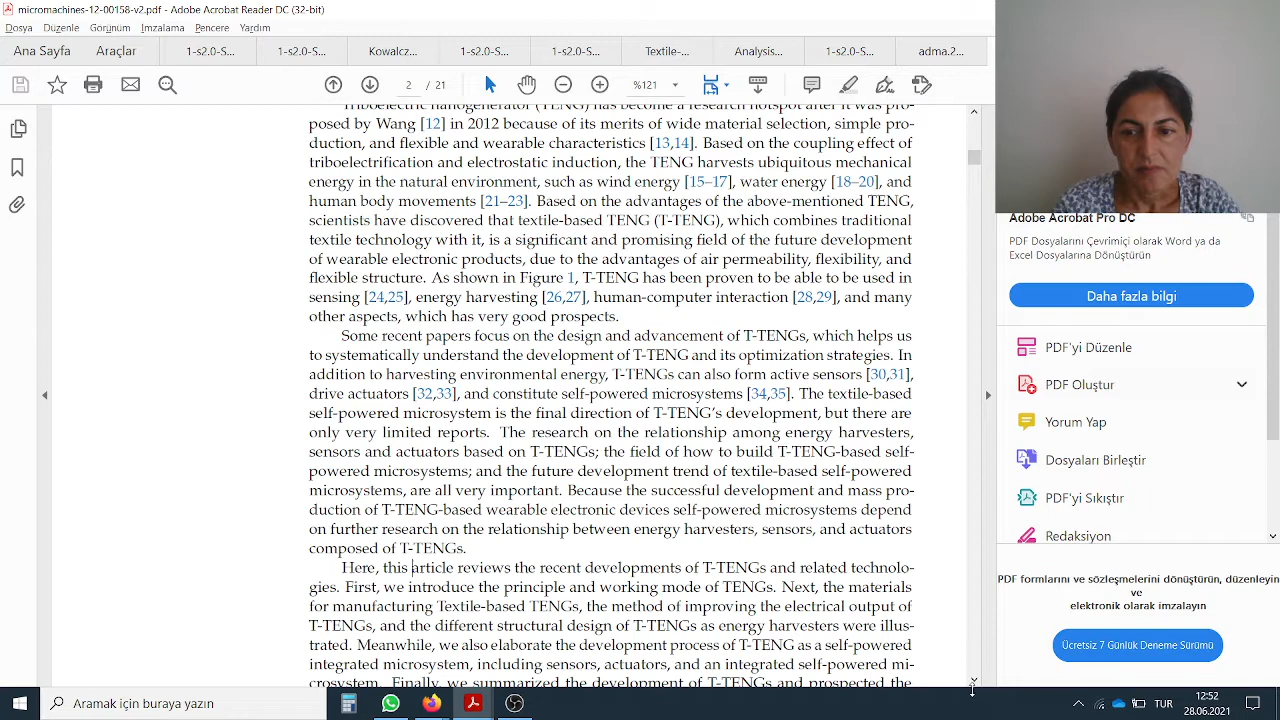 micromachines-12-00158-v2.pdf - Adobe Acrobat Reader DC (32-bit)
Dosya Düzenle Görünüm İmzalama Pencere Yardım
Ana Sayfa Araçlar 1-s2.0-S... 1-s2.0-S... Kowalcz... 1-s2.0-S... 1-s2.0-S... Textile-... Analysis... 1-s2.0-S... adma.2...
2 / 21 %121
Triboelectric nanogenerator (TENG) has become a research hotspot after it was pro-
posed by Wang [12] in 2012 because of its merits of wide material selection, simple pro-
duction, and flexible and wearable characteristics [13,14]. Based on the coupling effect of
triboelectrification and electrostatic induction, the TENG harvests ubiquitous mechanical
energy in the natural environment, such as wind energy [15–17], water energy [18–20], and
human body movements [21–23]. Based on the advantages of the above-mentioned TENG,
scientists have discovered that textile-based TENG (T-TENG), which combines traditional
textile technology with it, is a significant and promising field of the future development
of wearable electronic products, due to the advantages of air permeability, flexibility, and
flexible structure. As shown in Figure 1, T-TENG has been proven to be able to be used in
sensing [24,25], energy harvesting [26,27], human-computer interaction [28,29], and many
other aspects, which has very good prospects.
Some recent papers focus on the design and advancement of T-TENGs, which helps us
to systematically understand the development of T-TENG and its optimization strategies. In
addition to harvesting environmental energy, T-TENGs can also form active sensors [30,31],
drive actuators [32,33], and constitute self-powered microsystems [34,35]. The textile-based
self-powered microsystem is the final direction of T-TENG's development, but there are
only very limited reports. The research on the relationship among energy harvesters,
sensors and actuators based on T-TENGs; the field of how to build T-TENG-based self-
powered microsystems; and the future development trend of textile-based self-powered
microsystems, are all very important. Because the successful development and mass pro-
duction of T-TENG-based wearable electronic devices self-powered microsystems depend
on further research on the relationship between energy harvesters, sensors, and actuators
composed of T-TENGs.
Here, this article reviews the recent developments of T-TENGs and related technolo-
gies. First, we introduce the principle and working mode of TENGs. Next, the materials
for manufacturing Textile-based TENGs, the method of improving the electrical output of
T-TENGs, and the different structural design of T-TENGs as energy harvesters were illus-
trated. Meanwhile, we also elaborate the development process of T-TENG as a self-powered
integrated microsystem, including sensors, actuators, and an integrated self-powered mi-
crosystem. Finally, we summarized the development of T-TENGs and prospected the
Adobe Acrobat Pro DC
PDF Dosyalarını Çevrimiçi olarak Word ya da
Excel Dosyalarına Dönüştürün
Daha fazla bilgi
PDF'yi Düzenle
PDF Oluştur
Yorum Yap
Dosyaları Birleştir
PDF'yi Sıkıştır
Redaksiyon
PDF formlarını ve sözleşmelerini dönüştürün, düzenleyin
ve
elektronik olarak imzalayın
Ücretsiz 7 Günlük Deneme Sürümü
Aramak için buraya yazın
TUR
12:52
28.06.2021